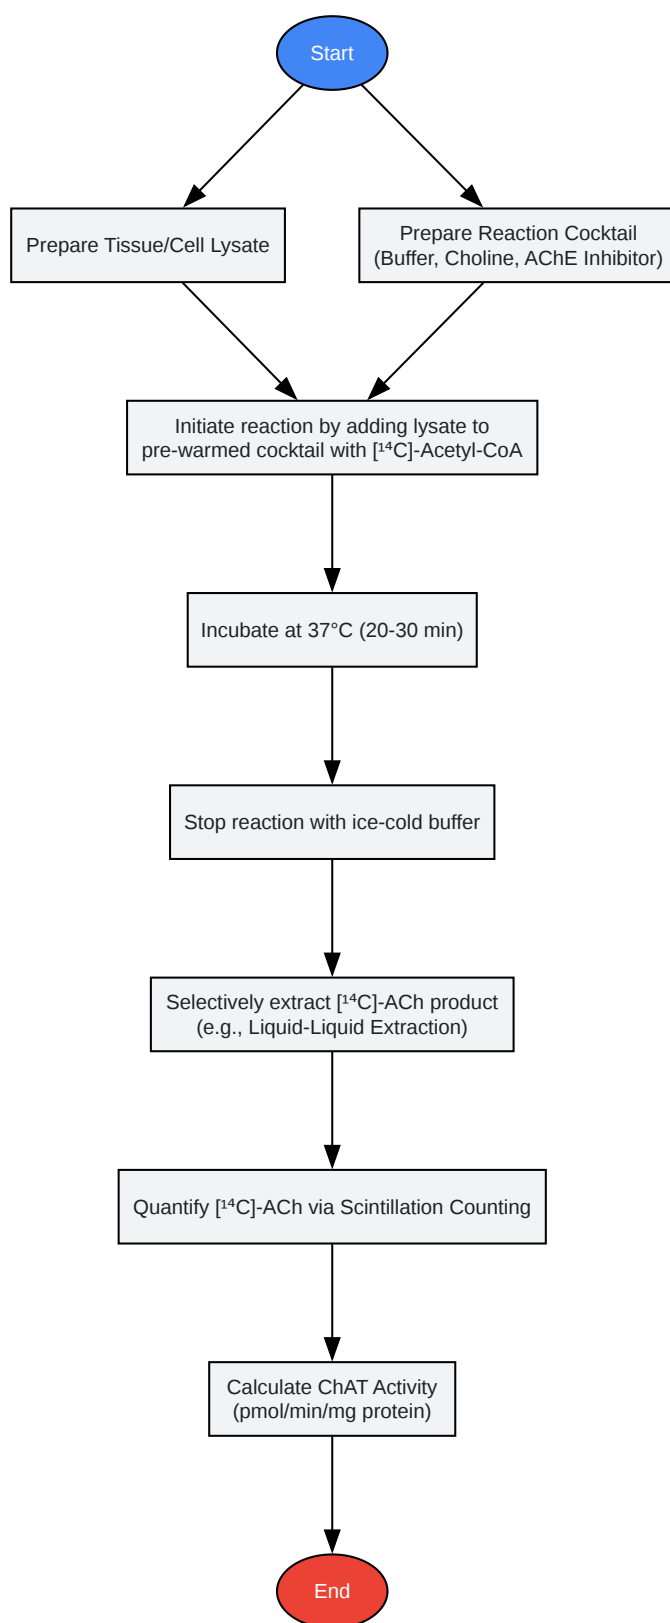 Start
Prepare Tissue/Cell Lysate
Prepare Reaction Cocktail
(Buffer, Choline, AChE Inhibitor)
Initiate reaction by adding lysate to
pre-warmed cocktail with [¹⁴C]-Acetyl-CoA
Incubate at 37°C (20-30 min)
Stop reaction with ice-cold buffer
Selectively extract [¹⁴C]-ACh product
(e.g., Liquid-Liquid Extraction)
Quantify [¹⁴C]-ACh via Scintillation Counting
Calculate ChAT Activity
(pmol/min/mg protein)
End